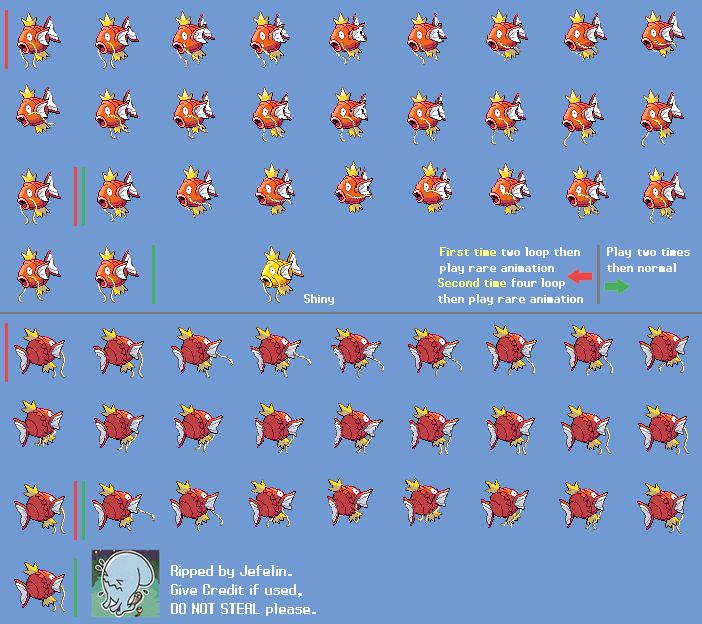 First time two loop then
play rare animation
Second time four loop
then play rare animation
Play two times
then normal
Shiny
Ripped by Jefelin.
Give Credit if used,
DO NOT STEAL please.